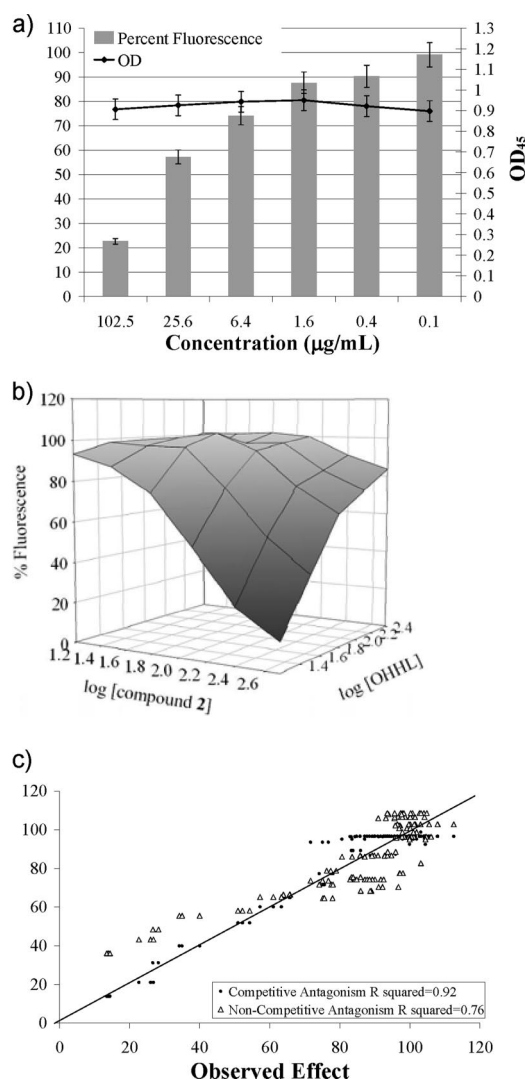 a)
Percent Fluorescence
OD
110
100
90
80
70
60
50
40
30
20
10
0
1.3
1.2
1.1
1
0.9
0.8
0.7
0.6
0.5
0.4
0.3
0.2
0.1
0
OD45
102.5 25.6 6.4 1.6 0.4 0.1
Concentration (µg/mL)
b)
120
100
80
60
40
20
0
% Fluorescence
1.2 1.4 1.6 1.8 2.0 2.2 2.4 2.6
log [compound 2]
1.4 1.6 1.8 2.0 2.2 2.4
log [OHHL]
c)
120
100
80
60
40
20
0
Competitive Antagonism R squared=0.92
Non-Competitive Antagonism R squared=0.76
0 20 40 60 80 100 120
Observed Effect